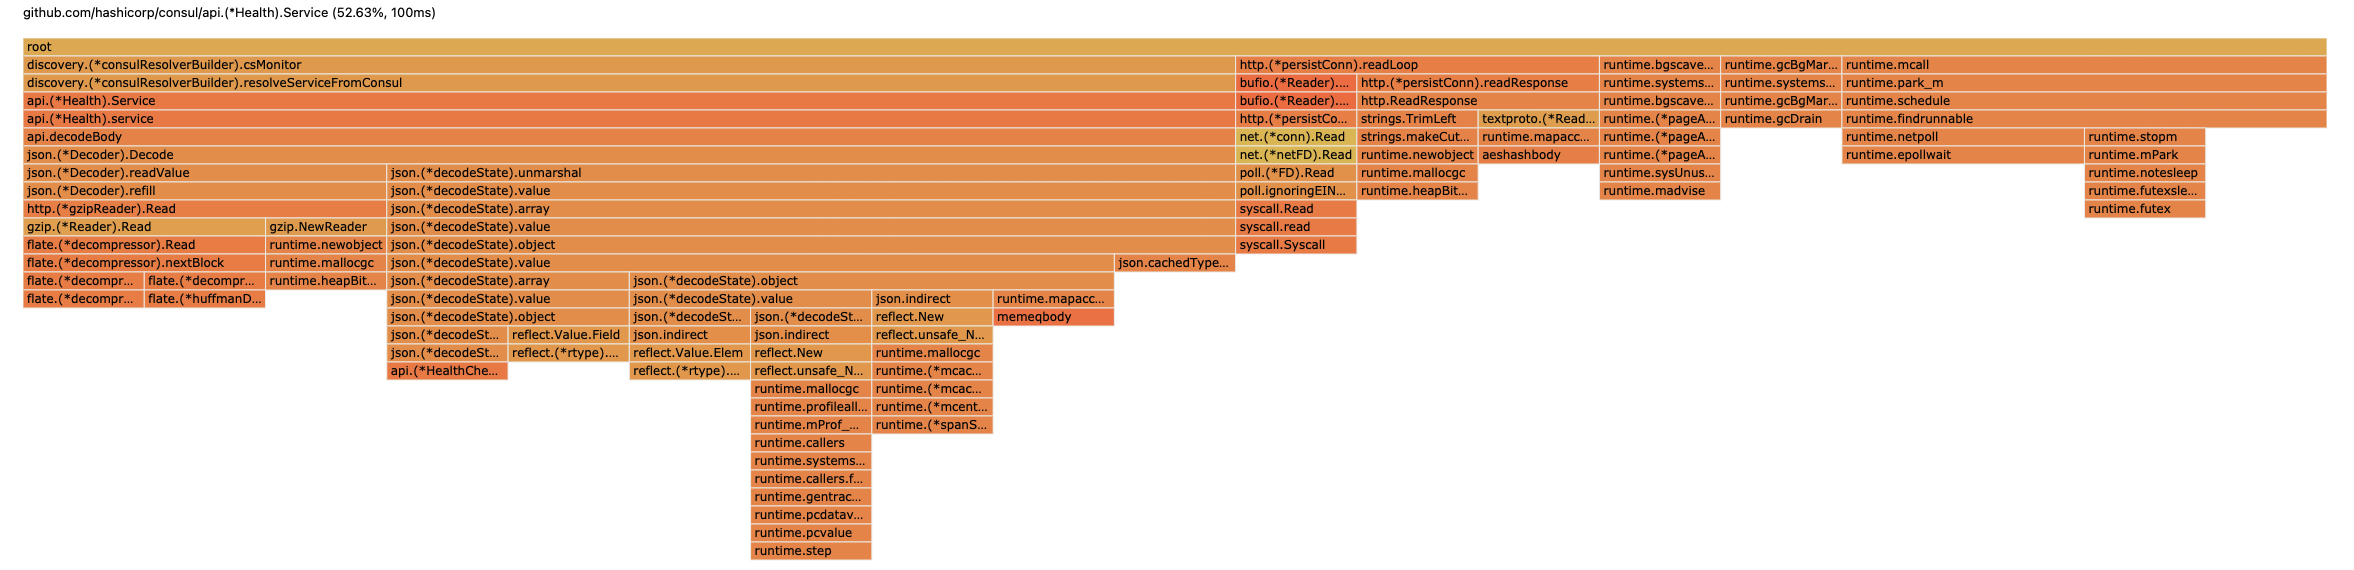 github.com/hashicorp/consul/api.(*Health).Service (52.63%, 100ms)
root
discovery.(*consulResolverBuilder).csMonitor http.(*persistConn).readLoop runtime.bgscave... runtime.gcBgMar... runtime.mcall
discovery.(*consulResolverBuilder).resolveServiceFromConsul bufio.(*Reader).... http.(*persistConn).readResponse runtime.systems... runtime.systems... runtime.park_m
api.(*Health).Service bufio.(*Reader).... http.ReadResponse runtime.bgscave... runtime.gcBgMar... runtime.schedule
api.(*Health).service http.(*persistCo... strings.TrimLeft textproto.(*Read... runtime.(*pageA... runtime.gcDrain runtime.findrunnable
api.decodeBody net.(*conn).Read strings.makeCut... runtime.mapacc... runtime.(*pageA... runtime.netpoll runtime.stopm
json.(*Decoder).Decode net.(*netFD).Read runtime.newobject aeshashbody runtime.(*pageA... runtime.epollwait runtime.mPark
json.(*Decoder).readValue json.(*decodeState).unmarshal poll.(*FD).Read runtime.mallocgc runtime.sysUnus... runtime.notesleep
json.(*Decoder).refill json.(*decodeState).value poll.ignoringEIN... runtime.heapBit... runtime.madvise runtime.futexsle...
http.(*gzipReader).Read json.(*decodeState).array syscall.Read runtime.futex
gzip.(*Reader).Read gzip.NewReader json.(*decodeState).value syscall.read
flate.(*decompressor).Read runtime.newobject json.(*decodeState).object syscall.Syscall
flate.(*decompressor).nextBlock runtime.mallocgc json.(*decodeState).value json.cachedType...
flate.(*decompr... flate.(*decompr... runtime.heapBit... json.(*decodeState).array json.(*decodeState).object
flate.(*decompr... flate.(*huffmanD... json.(*decodeState).value json.(*decodeState).value json.indirect runtime.mapacc...
json.(*decodeState).object json.(*decodeSt... json.(*decodeSt... reflect.New memeqbody
json.(*decodeSt... reflect.Value.Field json.indirect json.indirect reflect.unsafe_N...
json.(*decodeSt... reflect.(*rtype).... reflect.Value.Elem reflect.New runtime.mallocgc
api.(*HealthChe... reflect.(*rtype).... reflect.unsafe_N... runtime.(*mcac...
runtime.mallocgc runtime.(*mcac...
runtime.profileall... runtime.(*mcent...
runtime.mProf_... runtime.(*spanS...
runtime.callers
runtime.systems...
runtime.callers.f...
runtime.gentrac...
runtime.pcdatav...
runtime.pcvalue
runtime.step